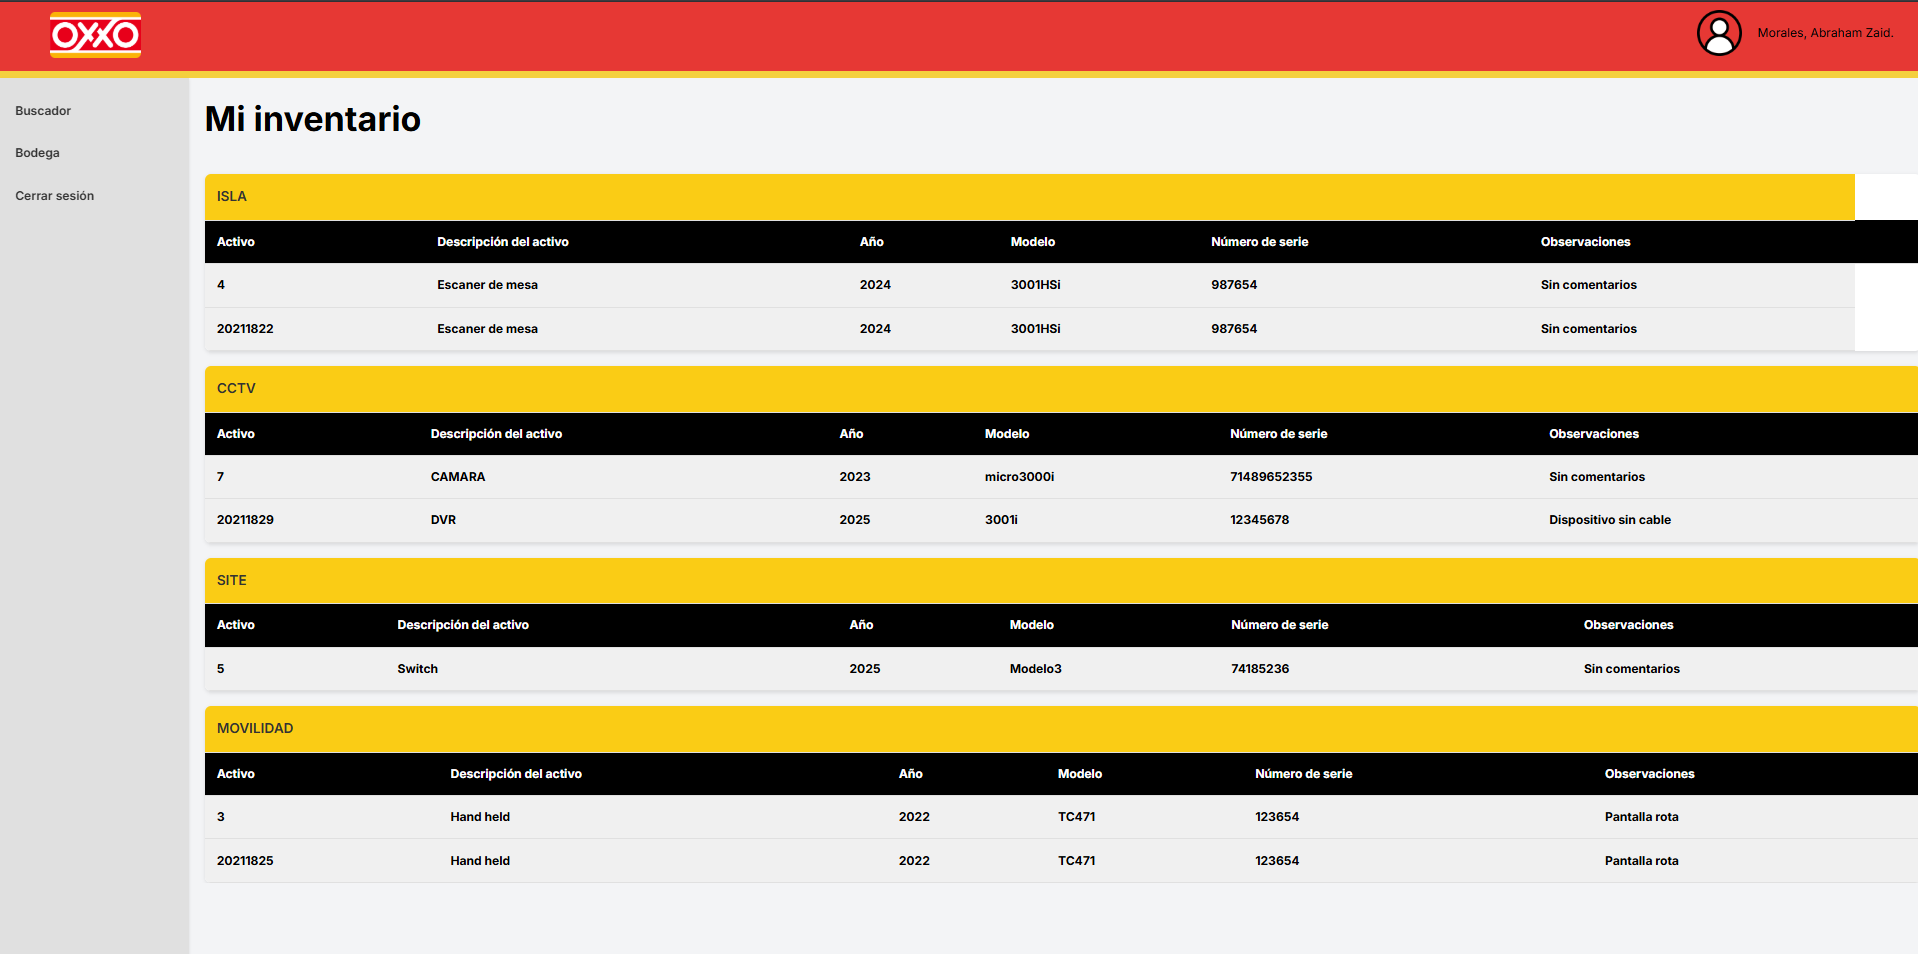 OXXO
Morales, Abraham Zaid.
Buscador
Bodega
Cerrar sesión
Mi inventario
ISLA
Activo Descripción del activo Año Modelo Número de serie Observaciones
4 Escaner de mesa 2024 3001HSi 987654 Sin comentarios
20211822 Escaner de mesa 2024 3001HSi 987654 Sin comentarios
CCTV
Activo Descripción del activo Año Modelo Número de serie Observaciones
7 CAMARA 2023 micro3000i 71489652355 Sin comentarios
20211829 DVR 2025 3001i 12345678 Dispositivo sin cable
SITE
Activo Descripción del activo Año Modelo Número de serie Observaciones
5 Switch 2025 Modelo3 74185236 Sin comentarios
MOVILIDAD
Activo Descripción del activo Año Modelo Número de serie Observaciones
3 Hand held 2022 TC471 123654 Pantalla rota
20211825 Hand held 2022 TC471 123654 Pantalla rota